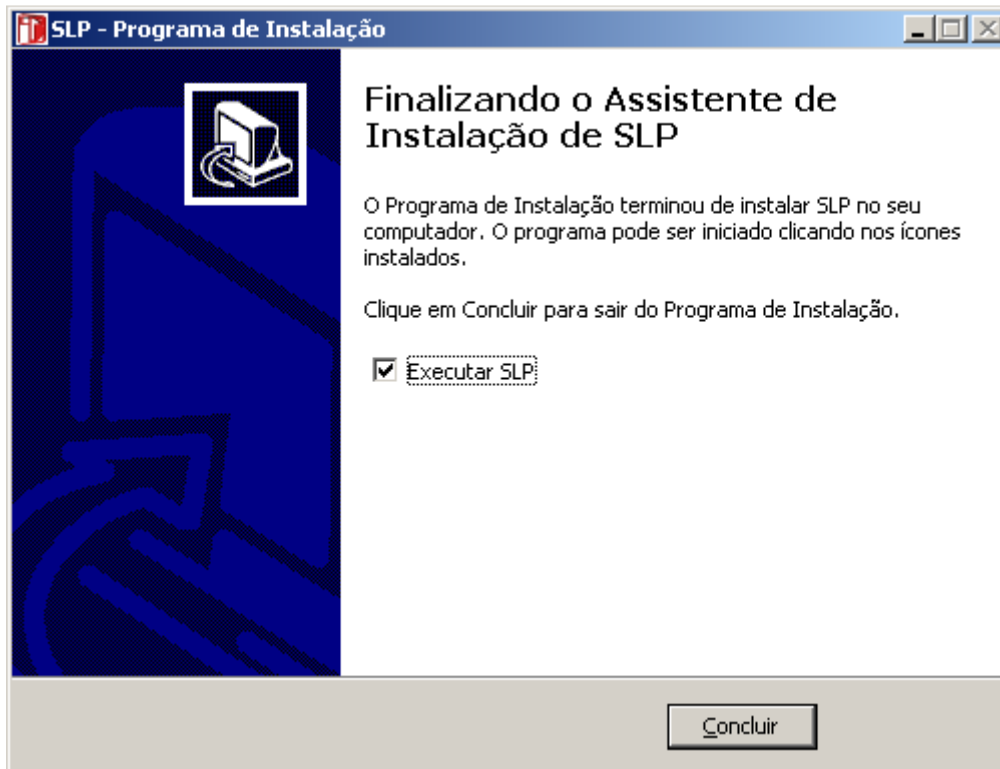 SLP - Programa de Instalação
Finalizando o Assistente de
Instalação de SLP
O Programa de Instalação terminou de instalar SLP no seu
computador. O programa pode ser iniciado clicando nos ícones
instalados.
Clique em Concluir para sair do Programa de Instalação.
Executar SLP
Concluir